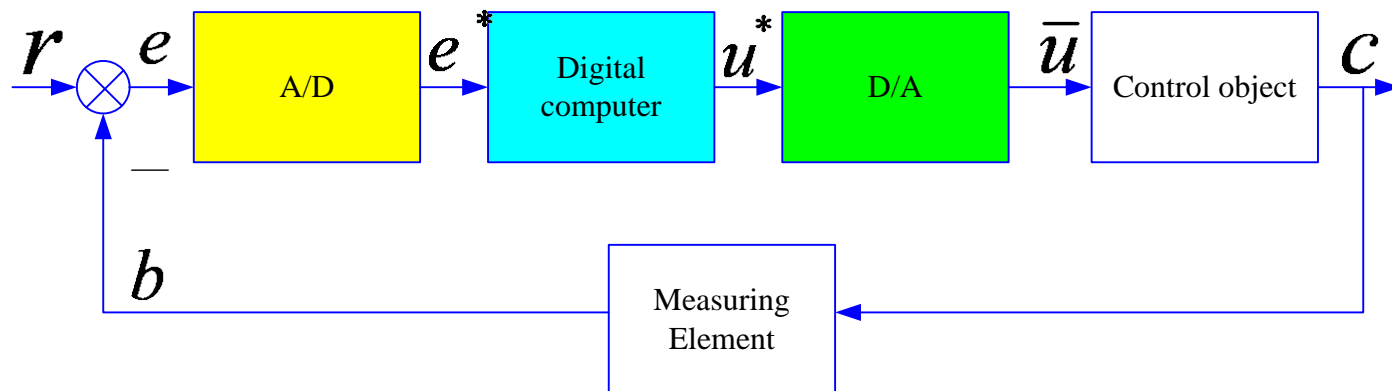 r
e
A/D
e*
Digital
computer
u*
D/A
ū
Control object
c
—
b
Measuring
Element